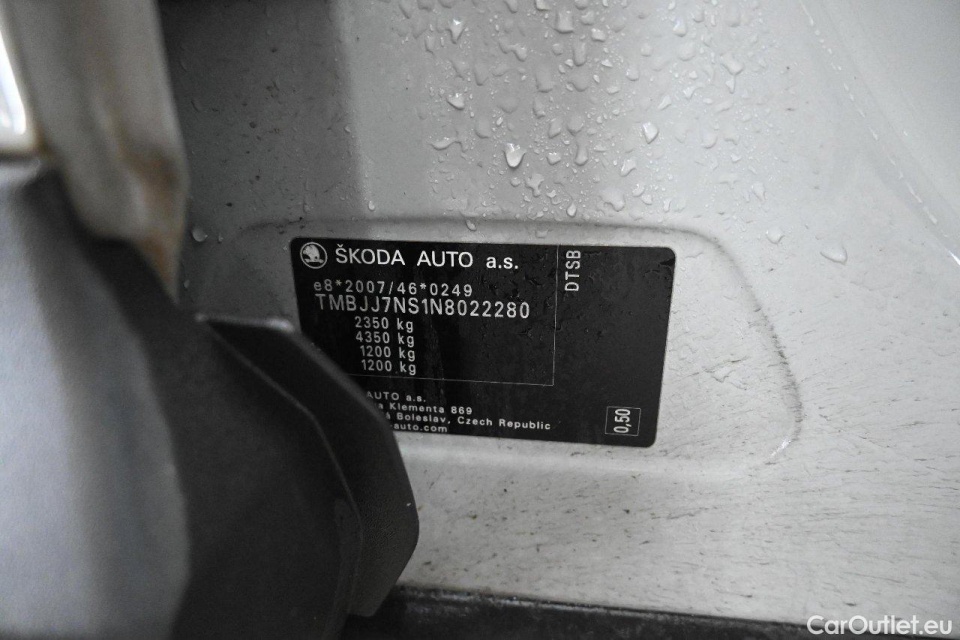 ŠKODA AUTO a.s.
DTSB
e8*2007/46*0249
TMBJJ7NS1N8022280
2350 kg
4350 kg
1200 kg
1200 kg
AUTO a.s.
Klementa 869
Boleslav, Czech Republic
auto.com
0,50
CarOutlet.eu